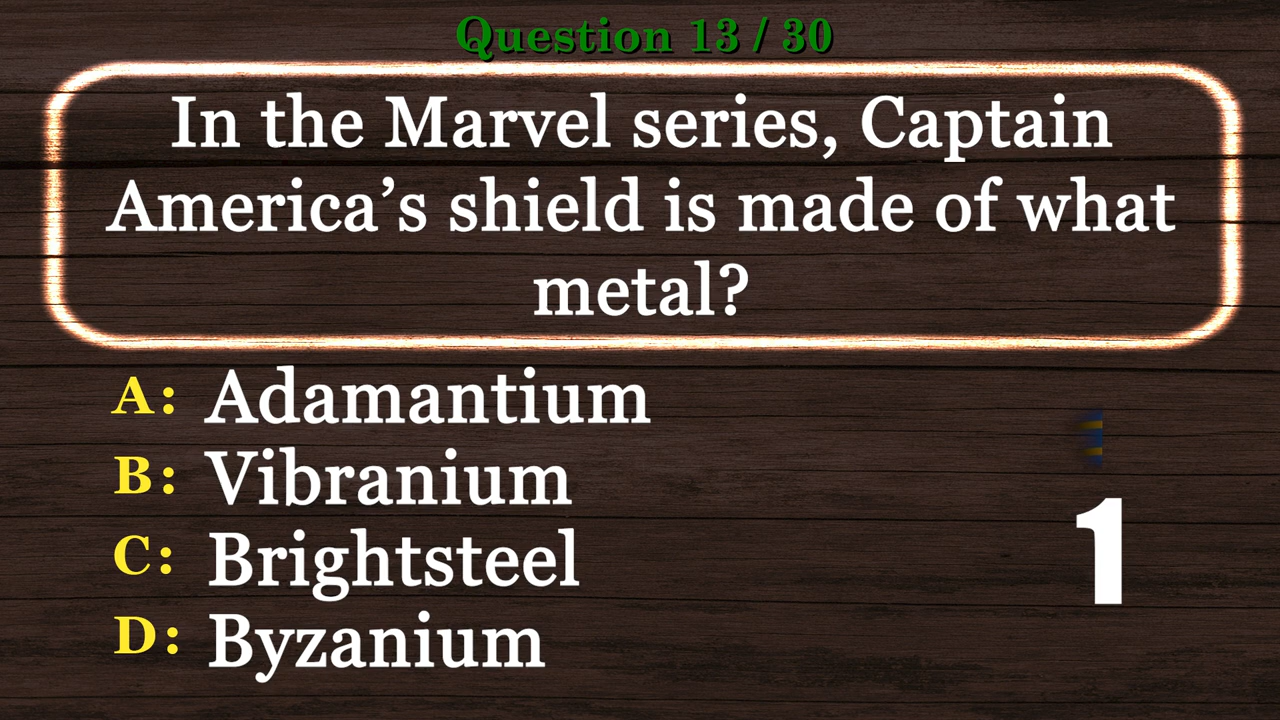 Question 13 / 30
In the Marvel series, Captain
America’s shield is made of what
metal?
A: Adamantium
B: Vibranium
C: Brightsteel
D: Byzanium
1